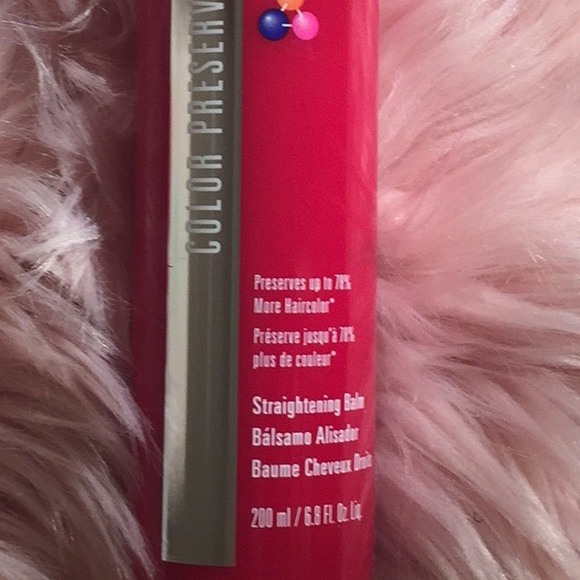 COLOR PRESERV
Preserves up to 78%
More Haircolor*
Préserve jusqu'à 78%
plus de couleur*
Straightening Balm
Bálsamo Alisador
Baume Cheveux Droits
200 ml / 6.8 Fl. Oz. Liq.